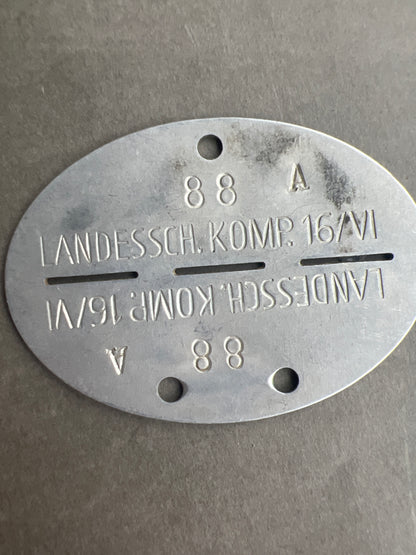 88 A
LANDESSCH. KOMP. 16/VI
LANDESSCH. KOMP. 16/VI
88 A